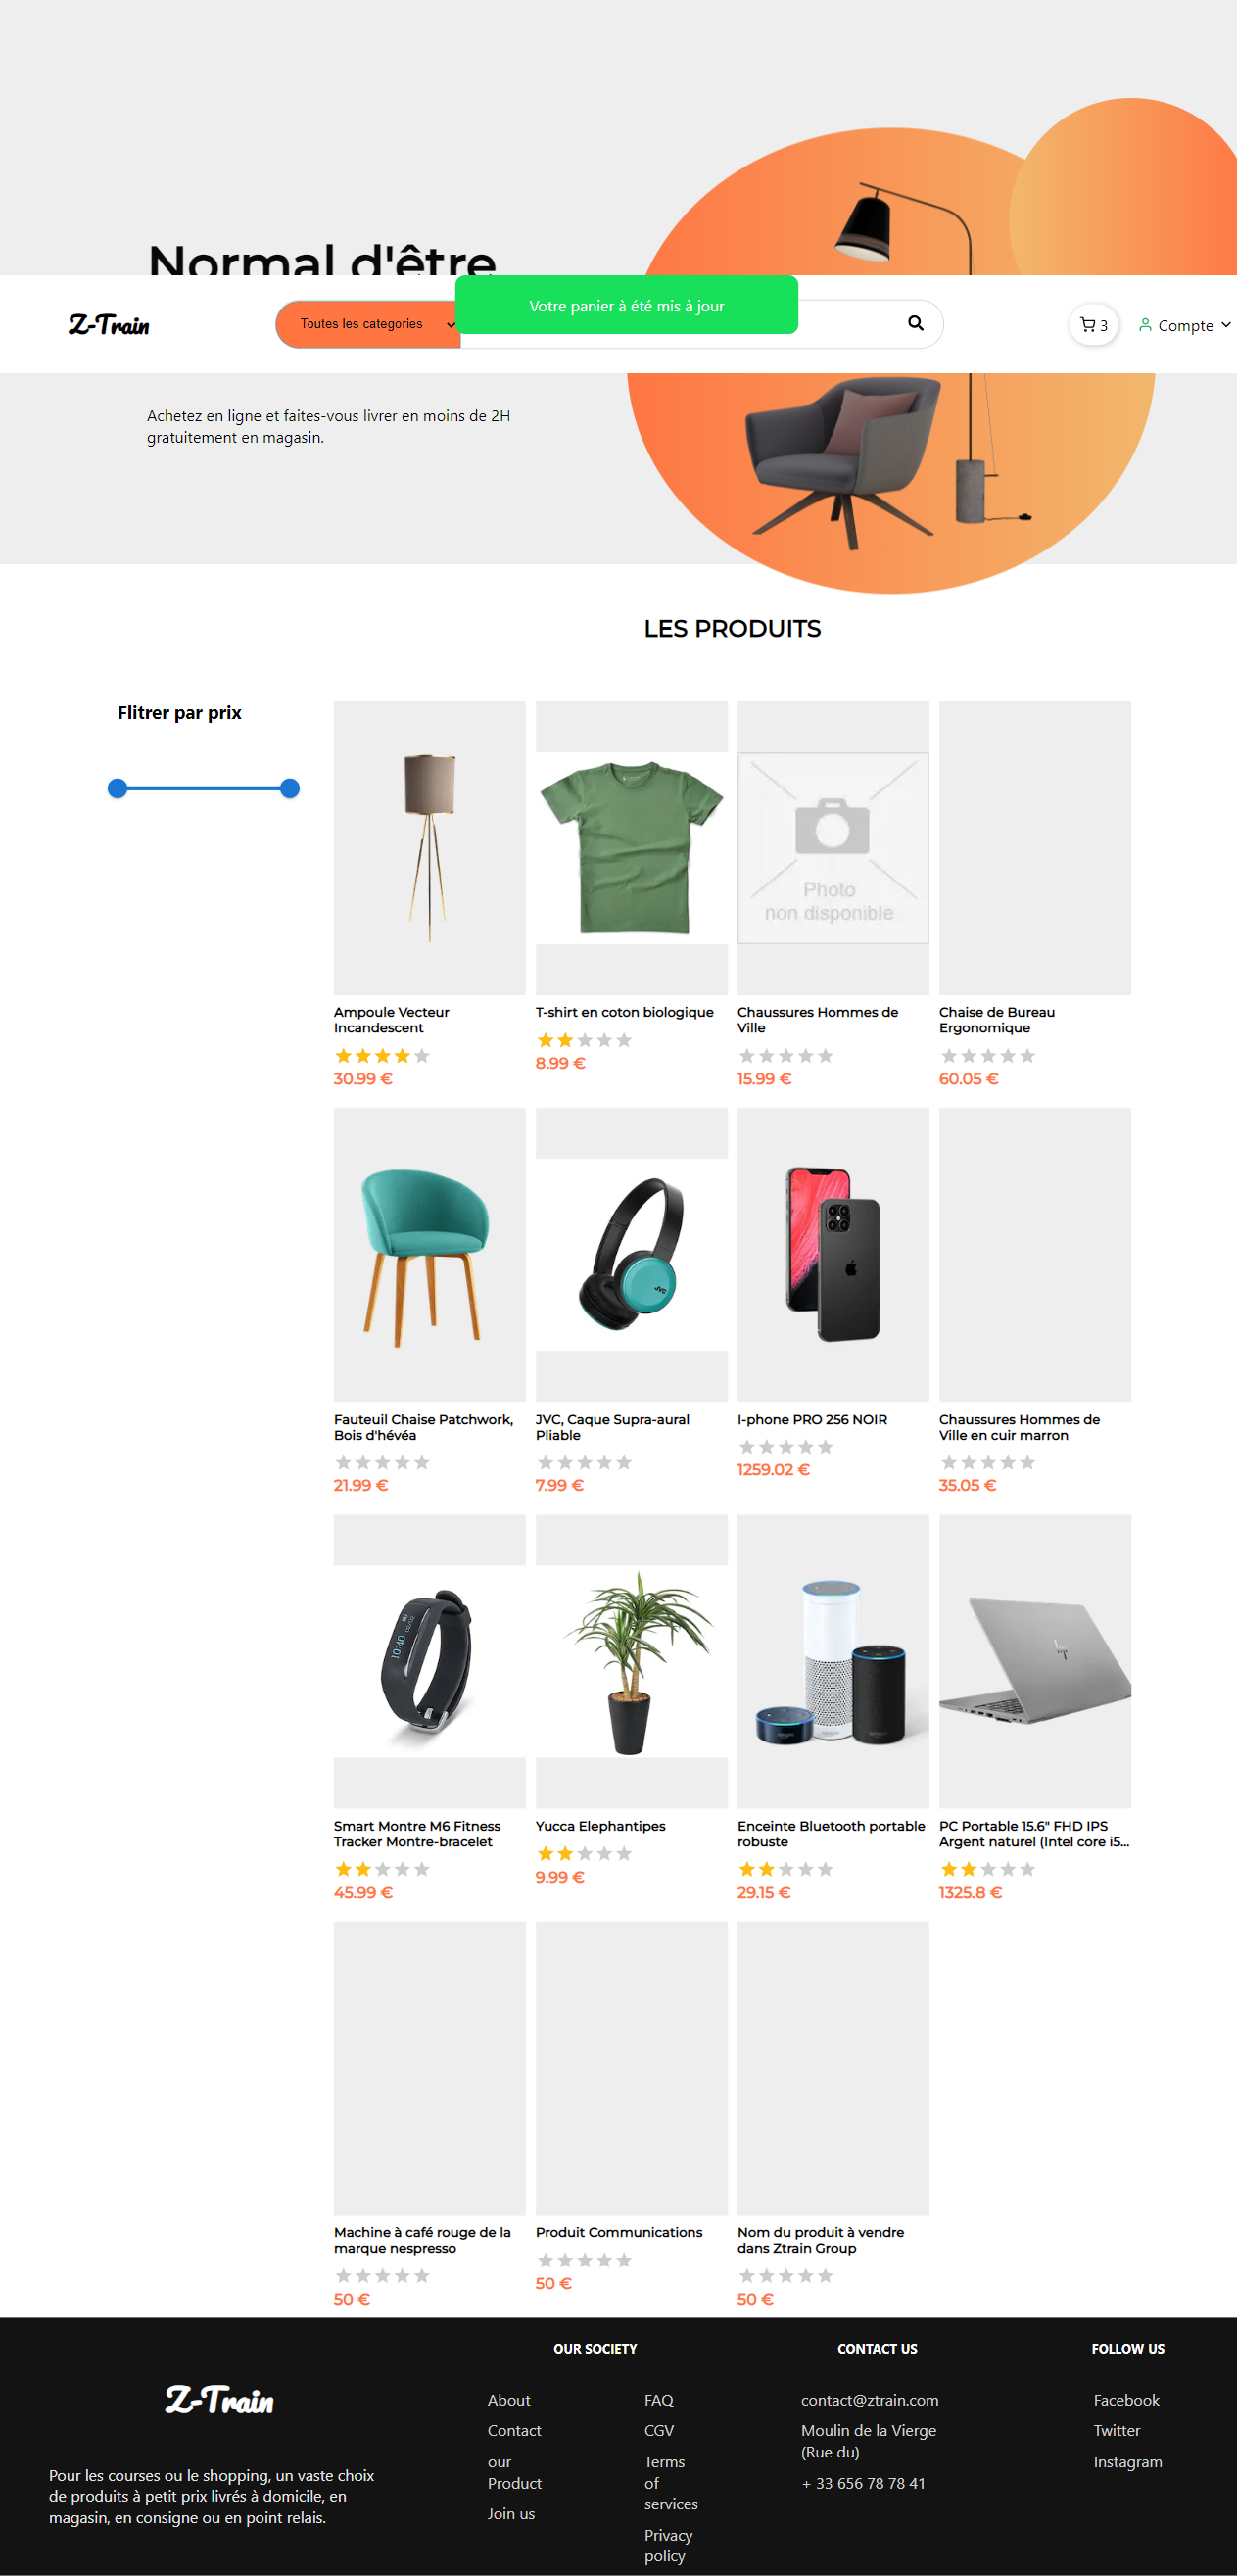 Normal d'être
Z-Train
Toutes les categories
Votre panier à été mis à jour
3
Compte
Achetez en ligne et faites-vous livrer en moins de 2H
gratuitement en magasin.
LES PRODUITS
Flitrer par prix
Photo
non disponible
Ampoule Vecteur
Incandescent
30.99 €
T-shirt en coton biologique
8.99 €
Chaussures Hommes de
Ville
15.99 €
Chaise de Bureau
Ergonomique
60.05 €
JVC
Fauteuil Chaise Patchwork,
Bois d'hévéa
21.99 €
JVC, Caque Supra-aural
Pliable
7.99 €
I-phone PRO 256 NOIR
1259.02 €
Chaussures Hommes de
Ville en cuir marron
35.05 €
10:40
Smart Montre M6 Fitness
Tracker Montre-bracelet
45.99 €
Yucca Elephantipes
9.99 €
Enceinte Bluetooth portable
robuste
29.15 €
PC Portable 15.6" FHD IPS
Argent naturel (Intel core i5...
1325.8 €
Machine à café rouge de la
marque nespresso
50 €
Produit Communications
50 €
Nom du produit à vendre
dans Ztrain Group
50 €
Z-Train
Pour les courses ou le shopping, un vaste choix
de produits à petit prix livrés à domicile, en
magasin, en consigne ou en point relais.
OUR SOCIETY
About
Contact
our
Product
Join us
FAQ
CGV
Terms
of
services
Privacy
policy
CONTACT US
contact@ztrain.com
Moulin de la Vierge
(Rue du)
+ 33 656 78 78 41
FOLLOW US
Facebook
Twitter
Instagram